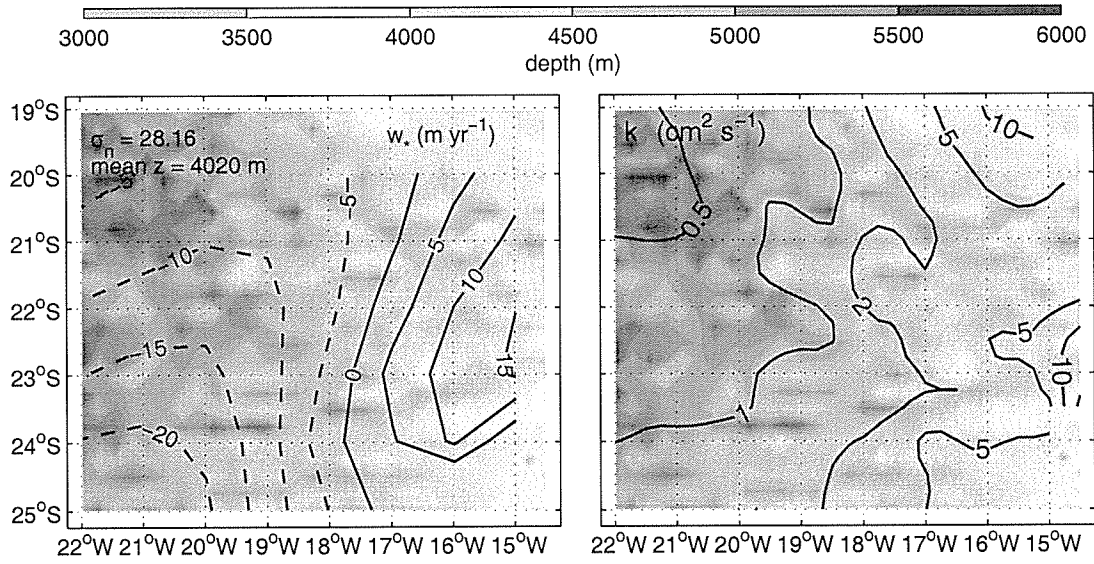 3000 3500 4000 4500 5000 5500 6000
depth (m)
19°S
20°S
21°S
22°S
23°S
24°S
25°S
σn = 28.16
mean z = 4020 m
w* (m yr−1)
-5
-5
0
5
10
15
-10
-15
-20
22°W 21°W 20°W 19°W 18°W 17°W 16°W 15°W
k (cm2 s−1)
0.5
1
2
5
10
5
10
5
22°W 21°W 20°W 19°W 18°W 17°W 16°W 15°W